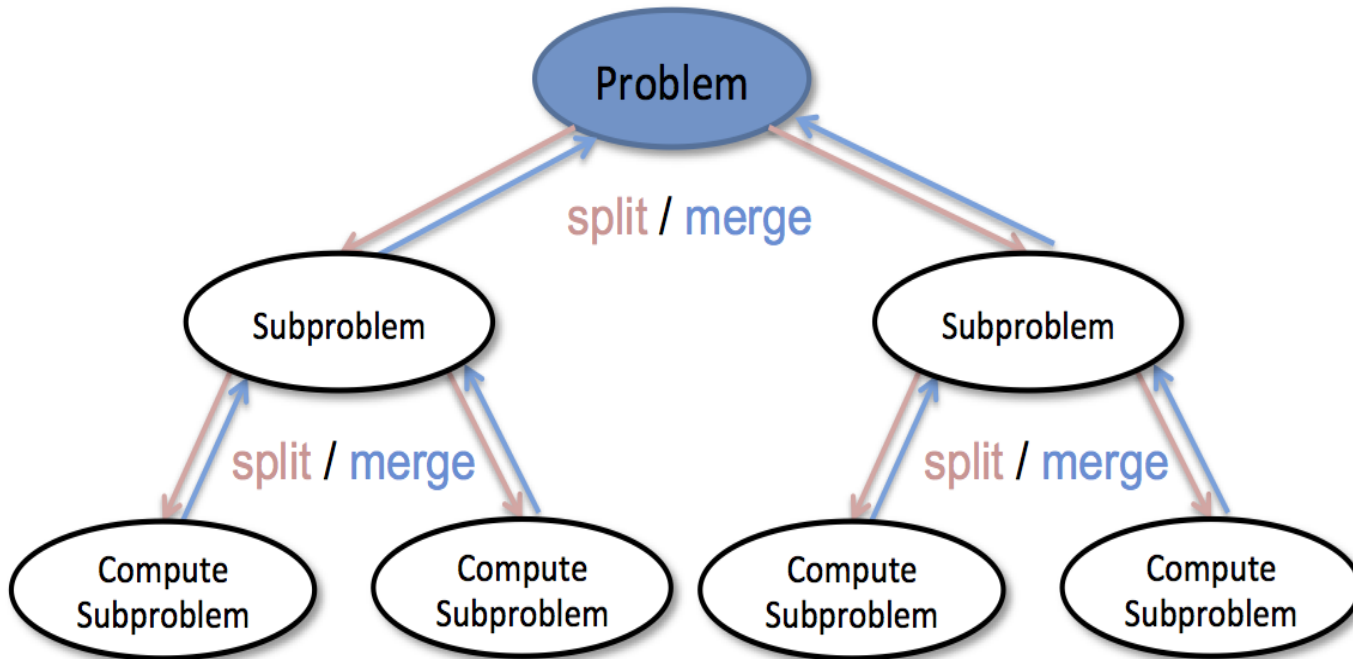 Problem
split / merge
Subproblem
Subproblem
split / merge
split / merge
Compute
Subproblem
Compute
Subproblem
Compute
Subproblem
Compute
Subproblem